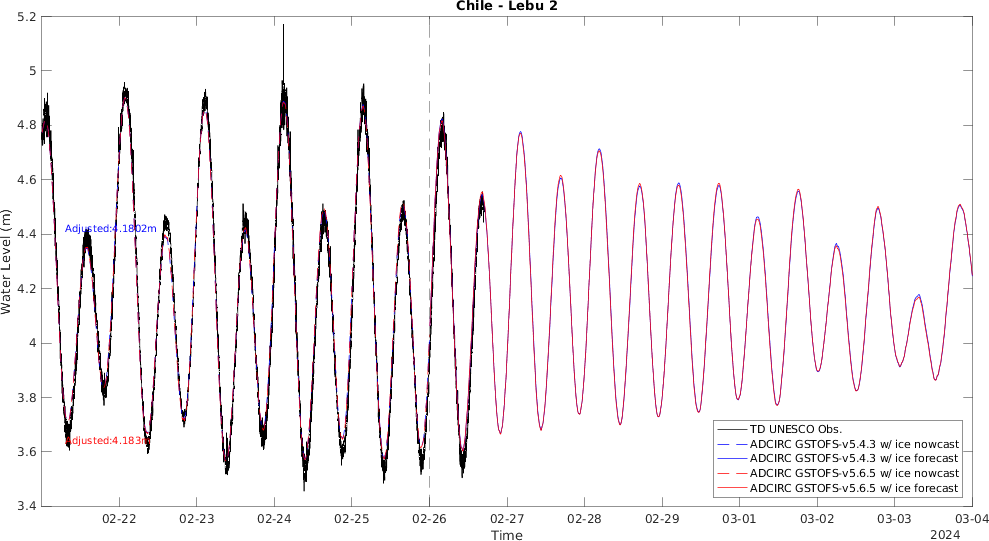 Chile - Lebu 2
5.2
5
4.8
4.6
4.4
4.2
4
3.8
3.6
3.4
Water Level (m)
Adjusted:4.1802m
Adjusted:4.183m
TD UNESCO Obs.
ADCIRC GSTOFS-v5.4.3 w/ ice nowcast
ADCIRC GSTOFS-v5.4.3 w/ ice forecast
ADCIRC GSTOFS-v5.6.5 w/ ice nowcast
ADCIRC GSTOFS-v5.6.5 w/ ice forecast
02-22 02-23 02-24 02-25 02-26 02-27 02-28 02-29 03-01 03-02 03-03 03-04
Time
2024